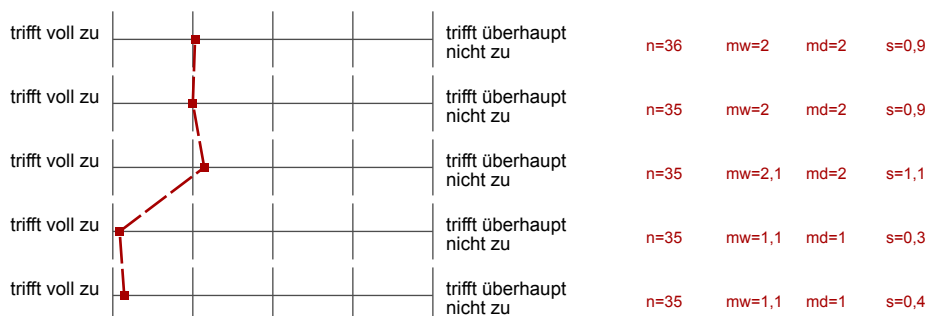 trifft voll zu trifft überhaupt
nicht zu n=36 mw=2 md=2 s=0,9
trifft voll zu trifft überhaupt
nicht zu n=35 mw=2 md=2 s=0,9
trifft voll zu trifft überhaupt
nicht zu n=35 mw=2,1 md=2 s=1,1
trifft voll zu trifft überhaupt
nicht zu n=35 mw=1,1 md=1 s=0,3
trifft voll zu trifft überhaupt
nicht zu n=35 mw=1,1 md=1 s=0,4